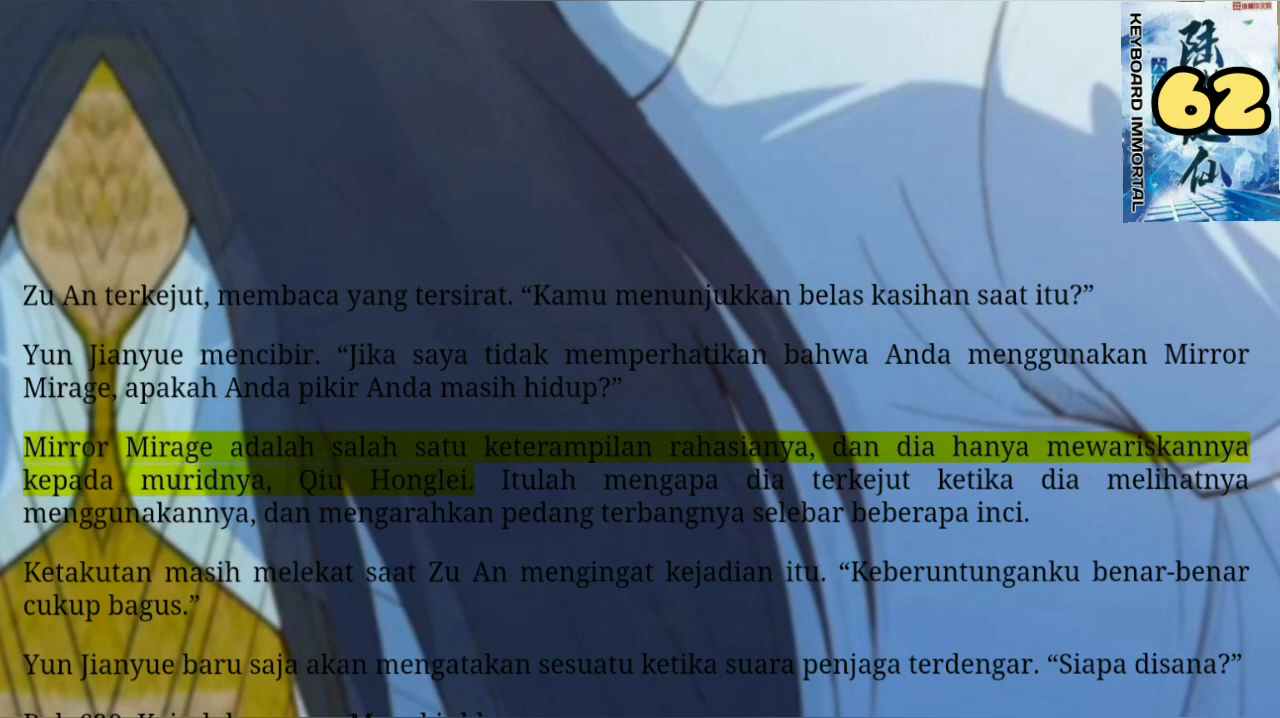 KEYBOARD IMMORTAL
62
Zu An terkejut, membaca yang tersirat. “Kamu menunjukkan belas kasihan saat itu?”
Yun Jianyue mencibir. “Jika saya tidak memperhatikan bahwa Anda menggunakan Mirror
Mirage, apakah Anda pikir Anda masih hidup?”
Mirror Mirage adalah salah satu keterampilan rahasianya, dan dia hanya mewariskannya
kepada muridnya, Qiu Honglei. Itulah mengapa dia terkejut ketika dia melihatnya
menggunakannya, dan mengarahkan pedang terbangnya selebar beberapa inci.
Ketakutan masih melekat saat Zu An mengingat kejadian itu. “Keberuntunganku benar-benar
cukup bagus.”
Yun Jianyue baru saja akan mengatakan sesuatu ketika suara penjaga terdengar. “Siapa disana?”